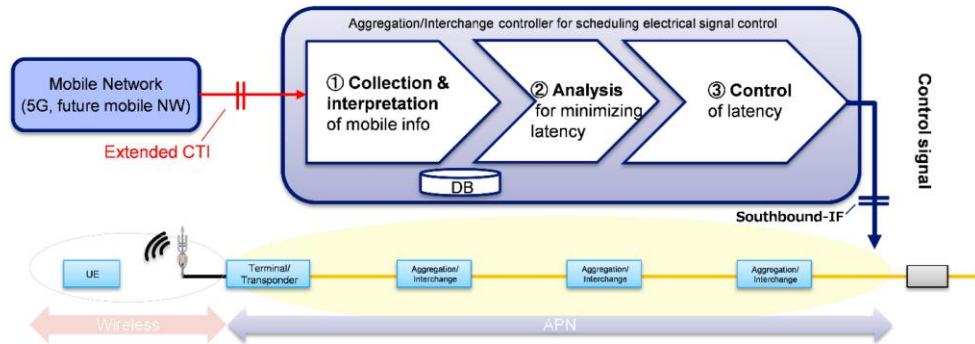 Aggregation/Interchange controller for scheduling electrical signal control
Mobile Network
(5G, future mobile NW)
Extended CTI
① Collection &
interpretation
of mobile info
② Analysis
for minimizing
latency
③ Control
of latency
DB
Control signal
Southbound-IF
UE
Terminal/
Transponder
Aggregation/
Interchange
Aggregation/
Interchange
Aggregation/
Interchange
Wireless
APN